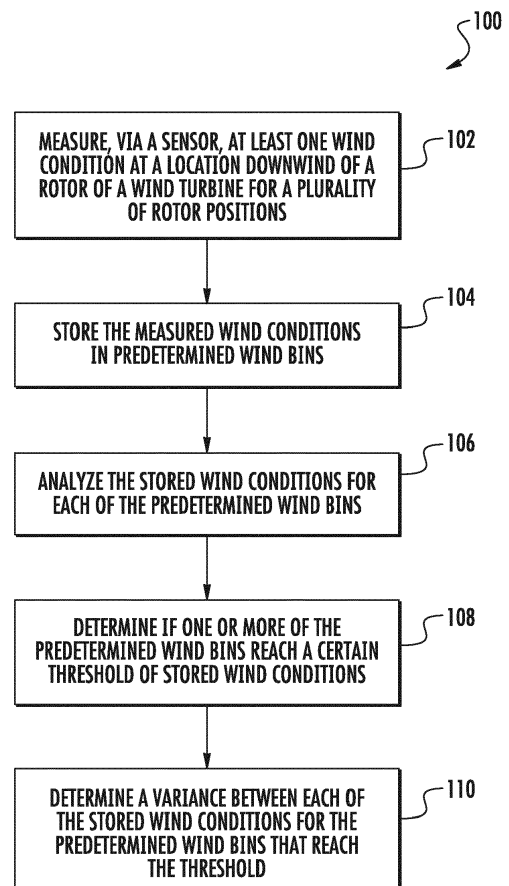 100
MEASURE, VIA A SENSOR, AT LEAST ONE WIND
CONDITION AT A LOCATION DOWNWIND OF A
ROTOR OF A WIND TURBINE FOR A PLURALITY
OF ROTOR POSITIONS
102
STORE THE MEASURED WIND CONDITIONS
IN PREDETERMINED WIND BINS
104
ANALYZE THE STORED WIND CONDITIONS FOR
EACH OF THE PREDETERMINED WIND BINS
106
DETERMINE IF ONE OR MORE OF THE
PREDETERMINED WIND BINS REACH A CERTAIN
THRESHOLD OF STORED WIND CONDITIONS
108
DETERMINE A VARIANCE BETWEEN EACH OF
THE STORED WIND CONDITIONS FOR THE
PREDETERMINED WIND BINS THAT REACH
THE THRESHOLD
110